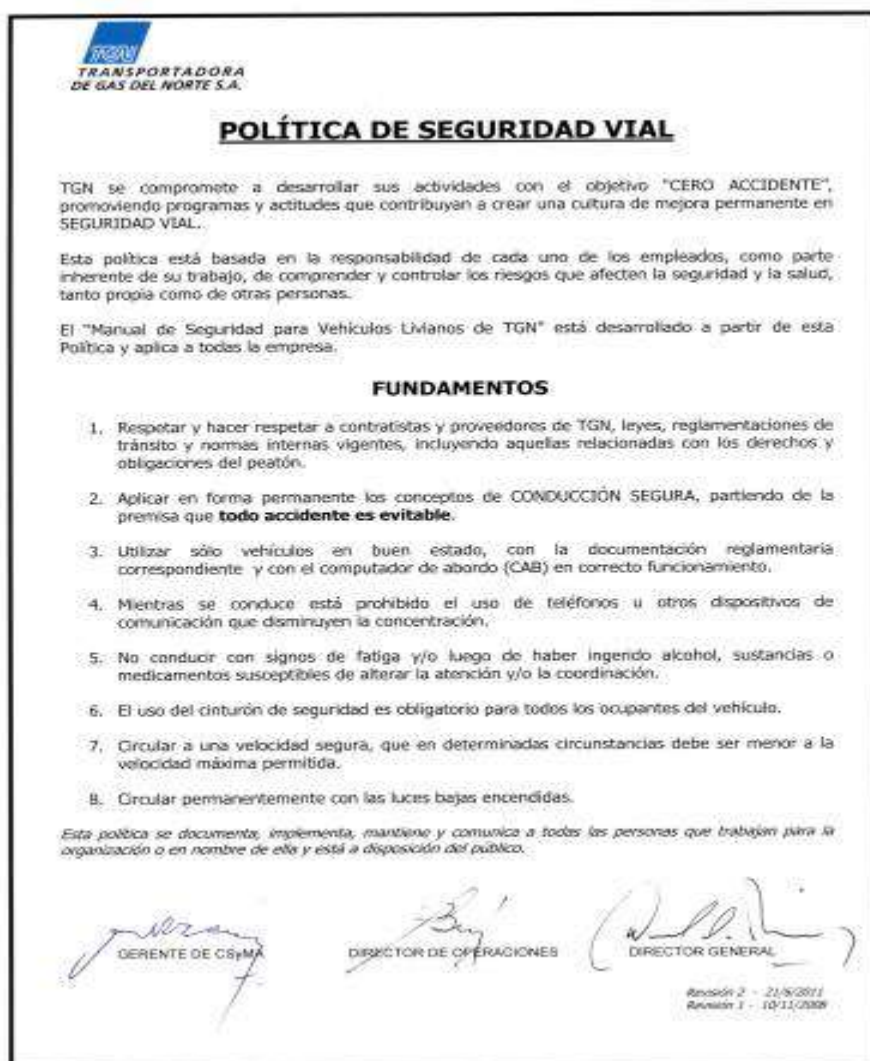 TGN
TRANSPORTADORA
DE GAS DEL NORTE S.A.
POLÍTICA DE SEGURIDAD VIAL
TGN se compromete a desarrollar sus actividades con el objetivo "CERO ACCIDENTE",
promoviendo programas y actitudes que contribuyan a crear una cultura de mejora permanente en
SEGURIDAD VIAL.
Esta política está basada en la responsabilidad de cada uno de los empleados, como parte
inherente de su trabajo, de comprender y controlar los riesgos que afecten la seguridad y la salud,
tanto propia como de otras personas.
El "Manual de Seguridad para Vehículos Livianos de TGN" está desarrollado a partir de esta
Política y aplica a todas la empresa.
FUNDAMENTOS
1. Respetar y hacer respetar a contratistas y proveedores de TGN, leyes, reglamentaciones de
tránsito y normas internas vigentes, incluyendo aquellas relacionadas con los derechos y
obligaciones del peatón.
2. Aplicar en forma permanente los conceptos de CONDUCCIÓN SEGURA, partiendo de la
premisa que todo accidente es evitable.
3. Utilizar sólo vehículos en buen estado, con la documentación reglamentaria
correspondiente y con el computador de abordo (CAB) en correcto funcionamiento.
4. Mientras se conduce está prohibido el uso de teléfonos u otros dispositivos de
comunicación que disminuyen la concentración.
5. No conducir con signos de fatiga y/o luego de haber ingerido alcohol, sustancias o
medicamentos susceptibles de alterar la atención y/o la coordinación.
6. El uso del cinturón de seguridad es obligatorio para todos los ocupantes del vehículo.
7. Circular a una velocidad segura, que en determinadas circunstancias debe ser menor a la
velocidad máxima permitida.
8. Circular permanentemente con las luces bajas encendidas.
Esta política se documenta, implementa, mantiene y comunica a todas las personas que trabajan para la
organización o en nombre de ella y está a disposición del público.
GERENTE DE CSyMA DIRECTOR DE OPERACIONES DIRECTOR GENERAL
Revisión 2 - 21/6/2011
Revisión 1 - 10/11/2008